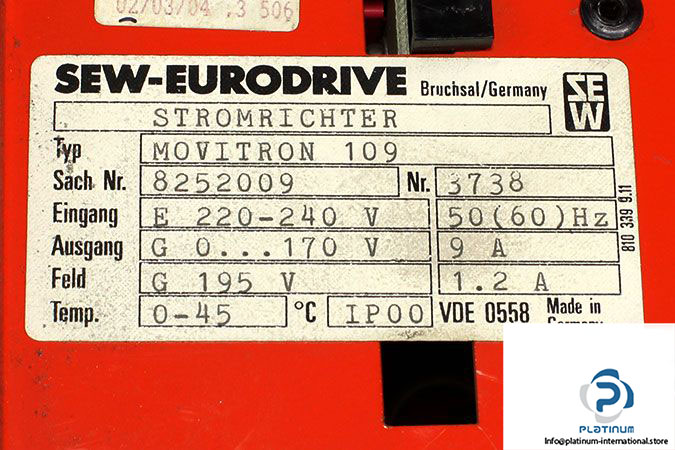 02/03/04 .3 506
SEW-EURODRIVE Bruchsal/Germany
SEW
STROMRICHTER
Typ MOVITRON 109
Sach Nr. 8252009 Nr. 3738
Eingang E 220-240 V 50(60)Hz
Ausgang G 0...170 V 9 A
Feld G 195 V 1.2 A
Temp. 0-45 °C IP00 VDE 0558 Made in
Germany
810 339 9.11
PLATINUM
Info@platinum-international.store